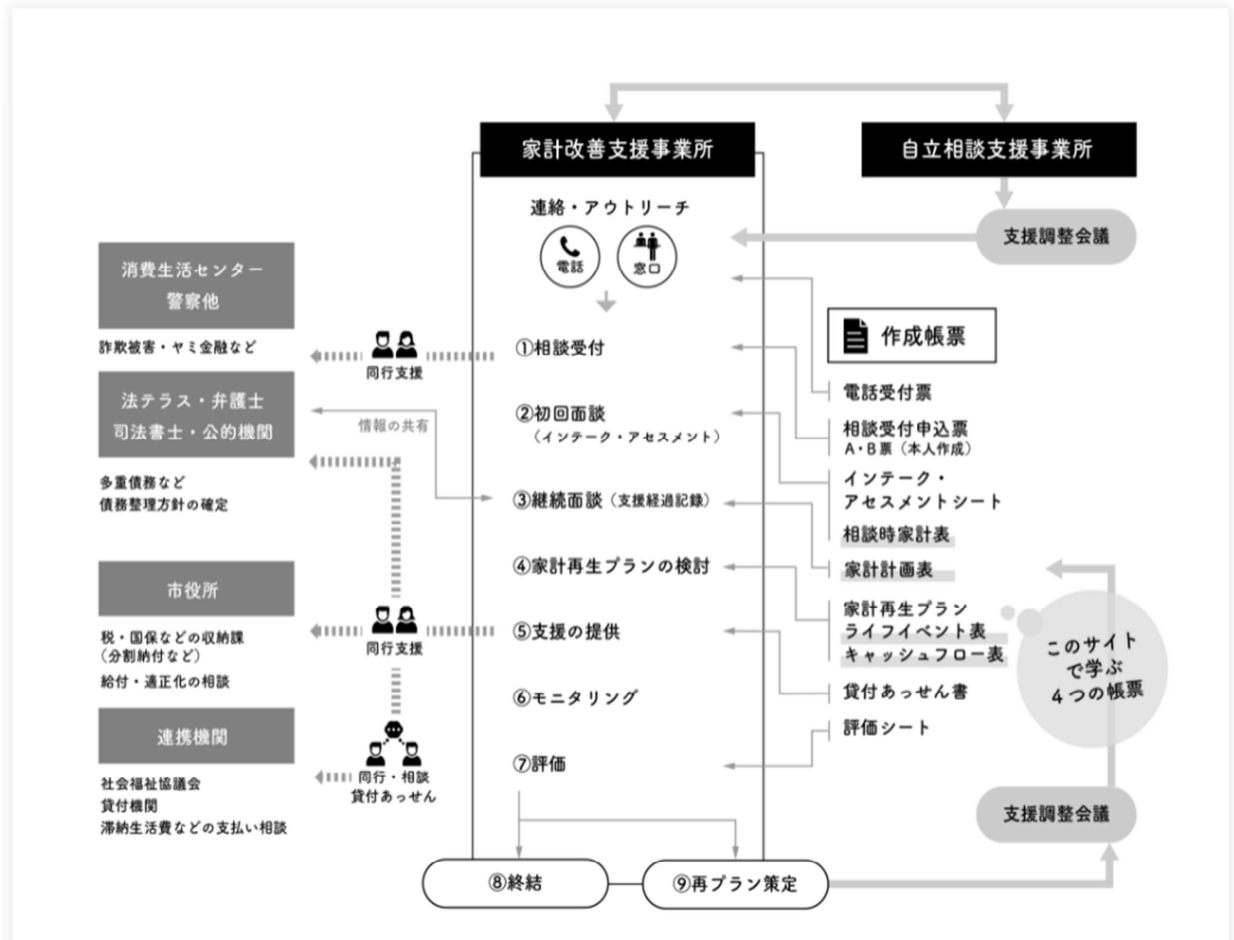 家計改善支援事業所
自立相談支援事業所
連絡・アウトリーチ
電話
窓口
支援調整会議
消費生活センター
警察他
詐欺被害・ヤミ金融など
同行支援
法テラス・弁護士
司法書士・公的機関
情報の共有
多重債務など
債務整理方針の確定
市役所
税・国保などの収納課
（分割納付など）
給付・適正化の相談
同行支援
連携機関
社会福祉協議会
貸付機関
滞納生活費などの支払い相談
同行・相談
貸付あっせん
①相談受付
②初回面談
（インテーク・アセスメント）
③継続面談（支援経過記録）
④家計再生プランの検討
⑤支援の提供
⑥モニタリング
⑦評価
⑧終結
⑨再プラン策定
作成帳票
電話受付票
相談受付申込票
A・B票（本人作成）
インテーク・
アセスメントシート
相談時家計表
家計計画表
家計再生プラン
ライフイベント表
キャッシュフロー表
貸付あっせん書
評価シート
このサイト
で学ぶ
4つの帳票
支援調整会議